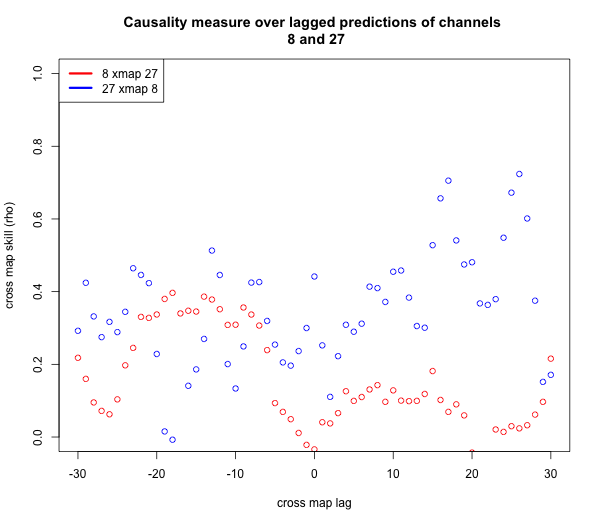 Causality measure over lagged predictions of channels
8 and 27
8 xmap 27
27 xmap 8
1.0
0.8
0.6
0.4
0.2
0.0
cross map skill (rho)
-30
-20
-10
0
10
20
30
cross map lag